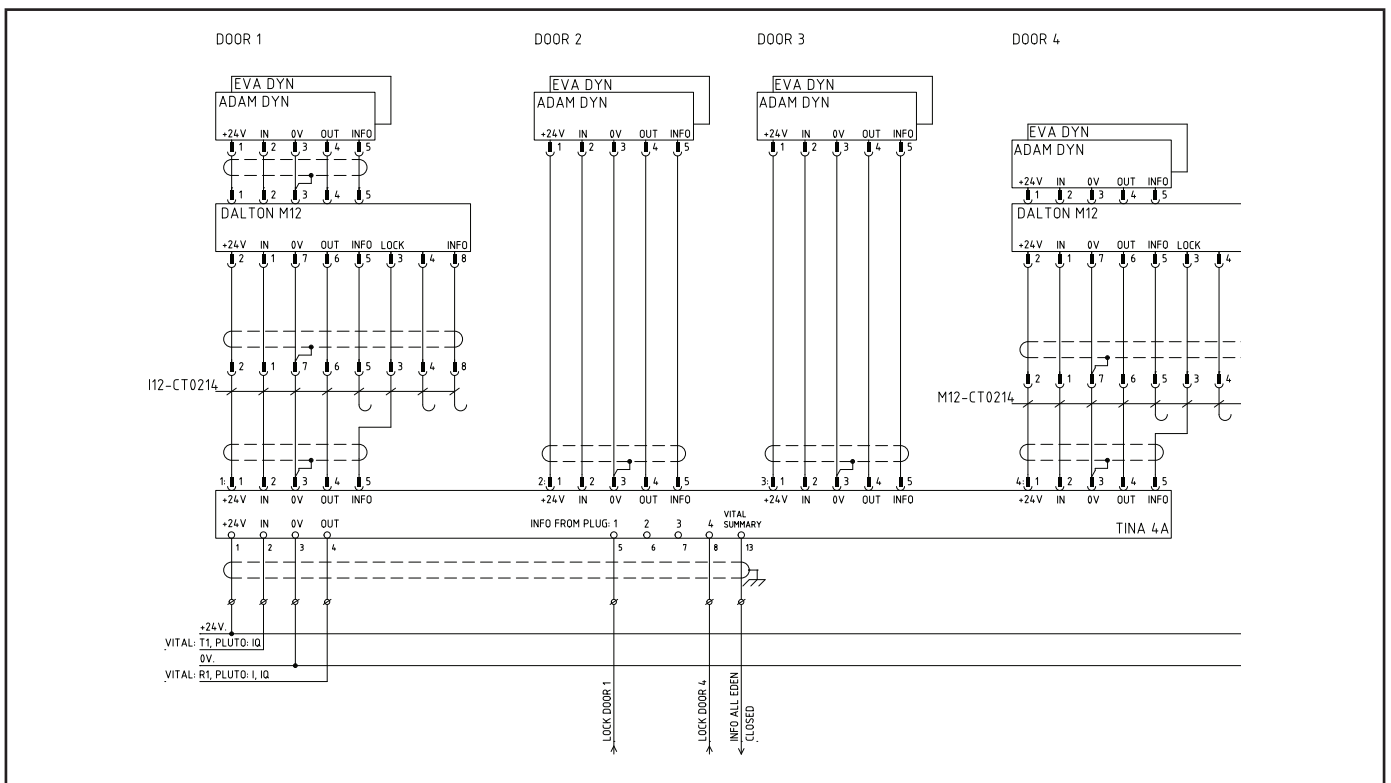 DOOR 1 DOOR 2 DOOR 3 DOOR 4
EVA DYN EVA DYN EVA DYN
ADAM DYN ADAM DYN ADAM DYN
+24V IN 0V OUT INFO +24V IN 0V OUT INFO +24V IN 0V OUT INFO
1 2 3 4 5 1 2 3 4 5 1 2 3 4 5
EVA DYN
ADAM DYN
+24V IN 0V OUT INFO
1 2 3 4 5 1 2 3 4 5
DALTON M12 DALTON M12
+24V IN 0V OUT INFO LOCK INFO +24V IN 0V OUT INFO LOCK
2 1 7 6 5 3 4 8 2 1 7 6 5 3 4
2 1 7 6 5 3 4 8 2 1 7 6 5 3 4
I12-CT0214 M12-CT0214
1: 1 2 3 4 5 2: 1 2 3 4 5 3: 1 2 3 4 5 4: 1 2 3 4 5
+24V IN 0V OUT INFO +24V IN 0V OUT INFO +24V IN 0V OUT INFO +24V IN 0V OUT INFO
+24V IN 0V OUT INFO FROM PLUG: 1 2 3 4 VITAL SUMMARY TINA 4A
1 2 3 4 5 6 7 8 13
+24V.
VITAL: T1, PLUTO: IQ
0V.
VITAL: R1, PLUTO: I, IQ
LOCK DOOR 1
LOCK DOOR 4
INFO ALL EDEN
CLOSED